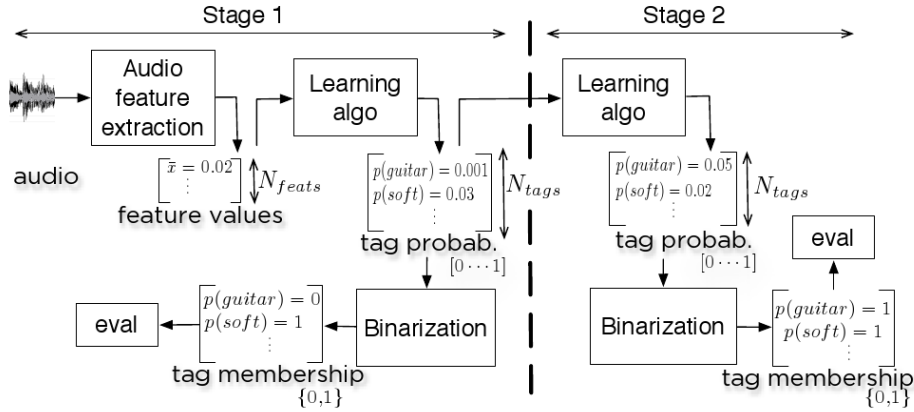 Stage 1
Stage 2
Audio
feature
extraction
Learning
algo
Learning
algo
audio
x̄ = 0.02
⋮
N_feats
feature values
p(guitar) = 0.001
p(soft) = 0.03
⋮
N_tags
tag probab.
[0 ⋯ 1]
p(guitar) = 0.05
p(soft) = 0.02
⋮
N_tags
tag probab.
[0 ⋯ 1]
eval
eval
p(guitar) = 0
p(soft) = 1
⋮
tag membership
{0,1}
Binarization
Binarization
p(guitar) = 1
p(soft) = 1
⋮
tag membership
{0,1}